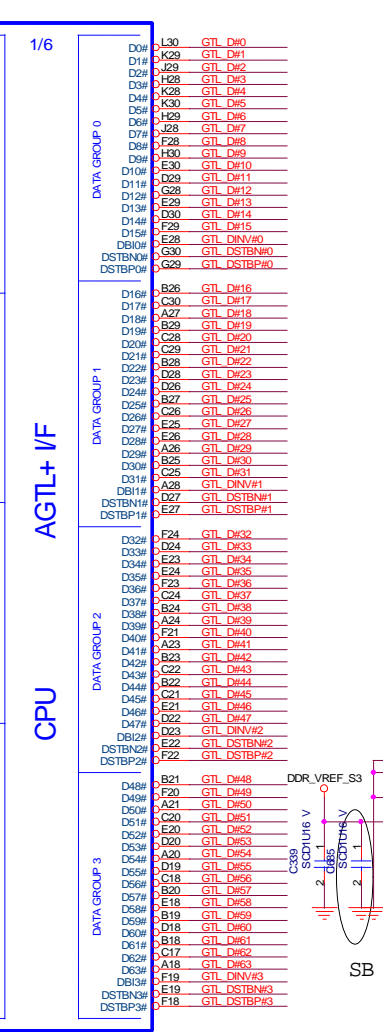 1/6
AGTL+ I/F
CPU
DATA GROUP 0
D0# L30 GTL_D#0
D1# K29 GTL_D#1
D2# J29 GTL_D#2
D3# H28 GTL_D#3
D4# K28 GTL_D#4
D5# K30 GTL_D#5
D6# H29 GTL_D#6
D7# J28 GTL_D#7
D8# F28 GTL_D#8
D9# H30 GTL_D#9
D10# E30 GTL_D#10
D11# D29 GTL_D#11
D12# G28 GTL_D#12
D13# E29 GTL_D#13
D14# D30 GTL_D#14
D15# F29 GTL_D#15
DBI0# E28 GTL_DINV#0
DSTBN0# G30 GTL_DSTBN#0
DSTBP0# G29 GTL_DSTBP#0
DATA GROUP 1
D16# B26 GTL_D#16
D17# C30 GTL_D#17
D18# A27 GTL_D#18
D19# B29 GTL_D#19
D20# C28 GTL_D#20
D21# C29 GTL_D#21
D22# B28 GTL_D#22
D23# D28 GTL_D#23
D24# D26 GTL_D#24
D25# B27 GTL_D#25
D26# C26 GTL_D#26
D27# E25 GTL_D#27
D28# E26 GTL_D#28
D29# A26 GTL_D#29
D30# B25 GTL_D#30
D31# C25 GTL_D#31
DBI1# A28 GTL_DINV#1
DSTBN1# D27 GTL_DSTBN#1
DSTBP1# E27 GTL_DSTBP#1
DATA GROUP 2
D32# F24 GTL_D#32
D33# D24 GTL_D#33
D34# E23 GTL_D#34
D35# E24 GTL_D#35
D36# F23 GTL_D#36
D37# C24 GTL_D#37
D38# B24 GTL_D#38
D39# A24 GTL_D#39
D40# F21 GTL_D#40
D41# A23 GTL_D#41
D42# B23 GTL_D#42
D43# C22 GTL_D#43
D44# B22 GTL_D#44
D45# C21 GTL_D#45
D46# E21 GTL_D#46
D47# D22 GTL_D#47
DBI2# D23 GTL_DINV#2
DSTBN2# E22 GTL_DSTBN#2
DSTBP2# F22 GTL_DSTBP#2
DATA GROUP 3
D48# B21 GTL_D#48
D49# F20 GTL_D#49
D50# A21 GTL_D#50
D51# C20 GTL_D#51
D52# E20 GTL_D#52
D53# D20 GTL_D#53
D54# A20 GTL_D#54
D55# D19 GTL_D#55
D56# C18 GTL_D#56
D57# B20 GTL_D#57
D58# E18 GTL_D#58
D59# B19 GTL_D#59
D60# D18 GTL_D#60
D61# B18 GTL_D#61
D62# C17 GTL_D#62
D63# A18 GTL_D#63
DBI3# F19 GTL_DINV#3
DSTBN3# E19 GTL_DSTBN#3
DSTBP3# F18 GTL_DSTBP#3
DDR_VREF_S3
C339
SCD1U16_V
1
2
C685
SCD1U16_V
1
2
SB